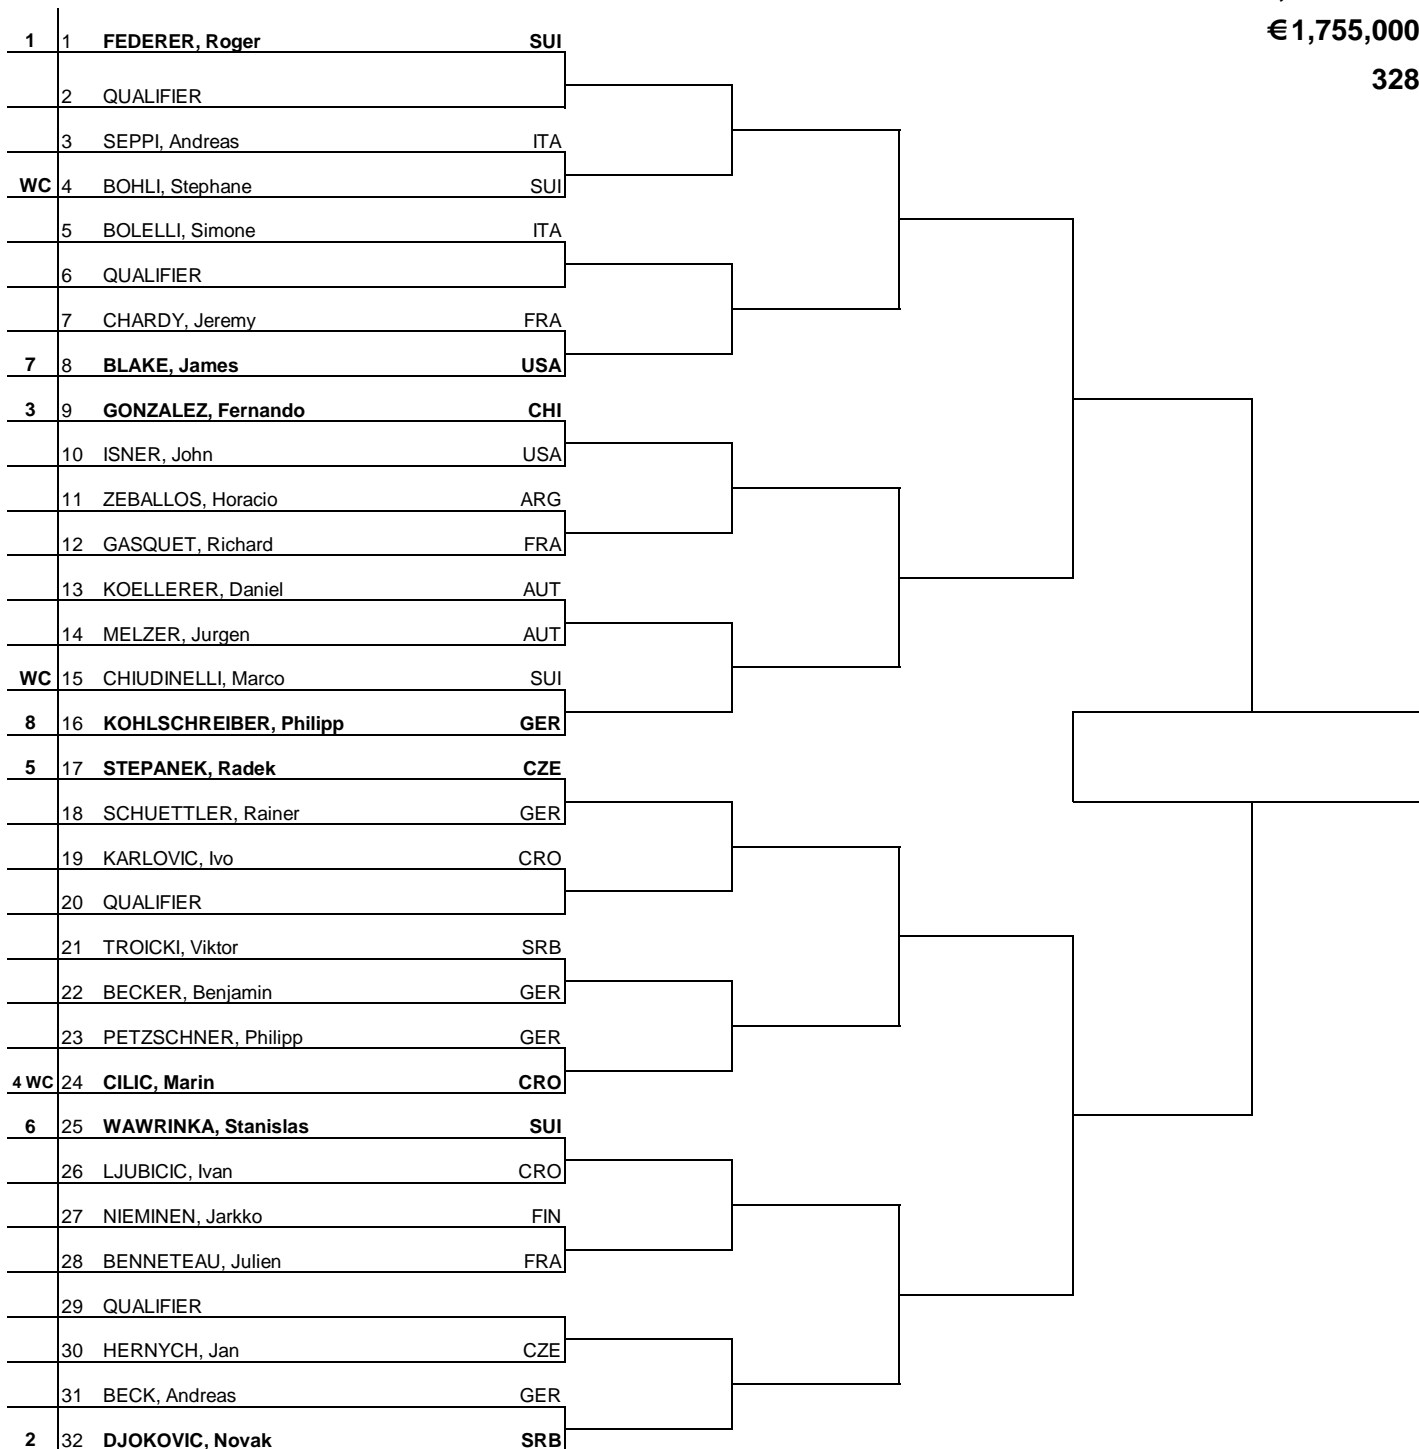 €1,755,000
328
1 1 FEDERER, Roger SUI
2 QUALIFIER
3 SEPPI, Andreas ITA
WC 4 BOHLI, Stephane SUI
5 BOLELLI, Simone ITA
6 QUALIFIER
7 CHARDY, Jeremy FRA
7 8 BLAKE, James USA
3 9 GONZALEZ, Fernando CHI
10 ISNER, John USA
11 ZEBALLOS, Horacio ARG
12 GASQUET, Richard FRA
13 KOELLERER, Daniel AUT
14 MELZER, Jurgen AUT
WC 15 CHIUDINELLI, Marco SUI
8 16 KOHLSCHREIBER, Philipp GER
5 17 STEPANEK, Radek CZE
18 SCHUETTLER, Rainer GER
19 KARLOVIC, Ivo CRO
20 QUALIFIER
21 TROICKI, Viktor SRB
22 BECKER, Benjamin GER
23 PETZSCHNER, Philipp GER
4 WC 24 CILIC, Marin CRO
6 25 WAWRINKA, Stanislas SUI
26 LJUBICIC, Ivan CRO
27 NIEMINEN, Jarkko FIN
28 BENNETEAU, Julien FRA
29 QUALIFIER
30 HERNYCH, Jan CZE
31 BECK, Andreas GER
2 32 DJOKOVIC, Novak SRB